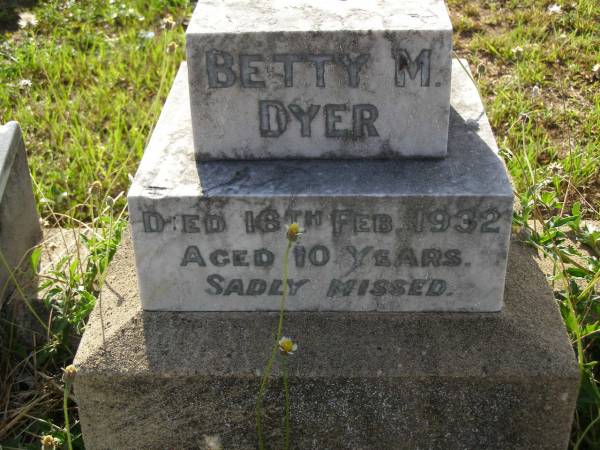 BETTY M.
DYER
DIED 16TH FEB. 1932
AGED 10 YEARS.
SADLY MISSED.